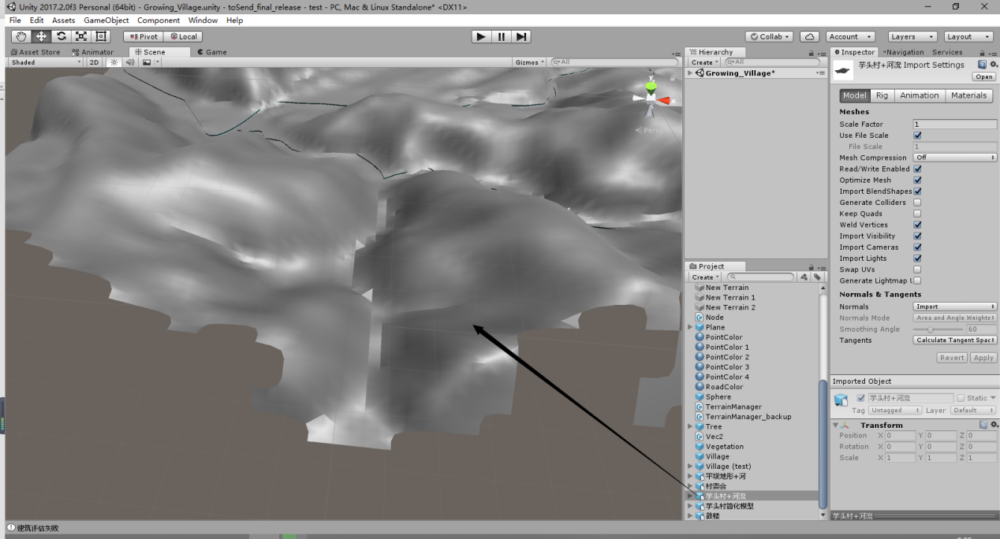 Unity 2017.2.0f3 Personal (64bit) - Growing_Village.unity - toSend_final_release - test - PC, Mac & Linux Standalone* <DX11>
File Edit Assets GameObject Component Window Help
Pivot Local Collab Account Layers Layout
Asset Store Animator Scene Game
Shaded 2D Gizmos All
y
x
Persp
Hierarchy
Create All
Growing_Village*
Project
Create
New Terrain
New Terrain 1
New Terrain 2
Node
Plane
PointColor
PointColor 1
PointColor 2
PointColor 3
PointColor 4
RoadColor
Sphere
TerrainManager
TerrainManager_backup
Tree
Vec2
Vegetation
Village
Village (test)
平坝地形+河
村委会
芋头村+河流
芋头村简化模型
鼓楼
Inspector Navigation Services
芋头村+河流 Import Settings
Open
Model Rig Animation Materials
Meshes
Scale Factor 1
Use File Scale
File Scale 1
Mesh Compression Off
Read/Write Enabled
Optimize Mesh
Import BlendShapes
Generate Colliders
Keep Quads
Weld Vertices
Import Visibility
Import Cameras
Import Lights
Swap UVs
Generate Lightmap U
Normals & Tangents
Normals Import
Normals Mode Area and Angle Weighte
Smoothing Angle 60
Tangents Calculate Tangent Spac
Revert Apply
Imported Object
芋头村+河流 Static
Tag Untagged Layer Default
Transform
Position X 0 Y 0 Z 0
Rotation X 0 Y 0 Z 0
Scale X 1 Y 1 Z 1
芋头村+河流
建筑评估失败